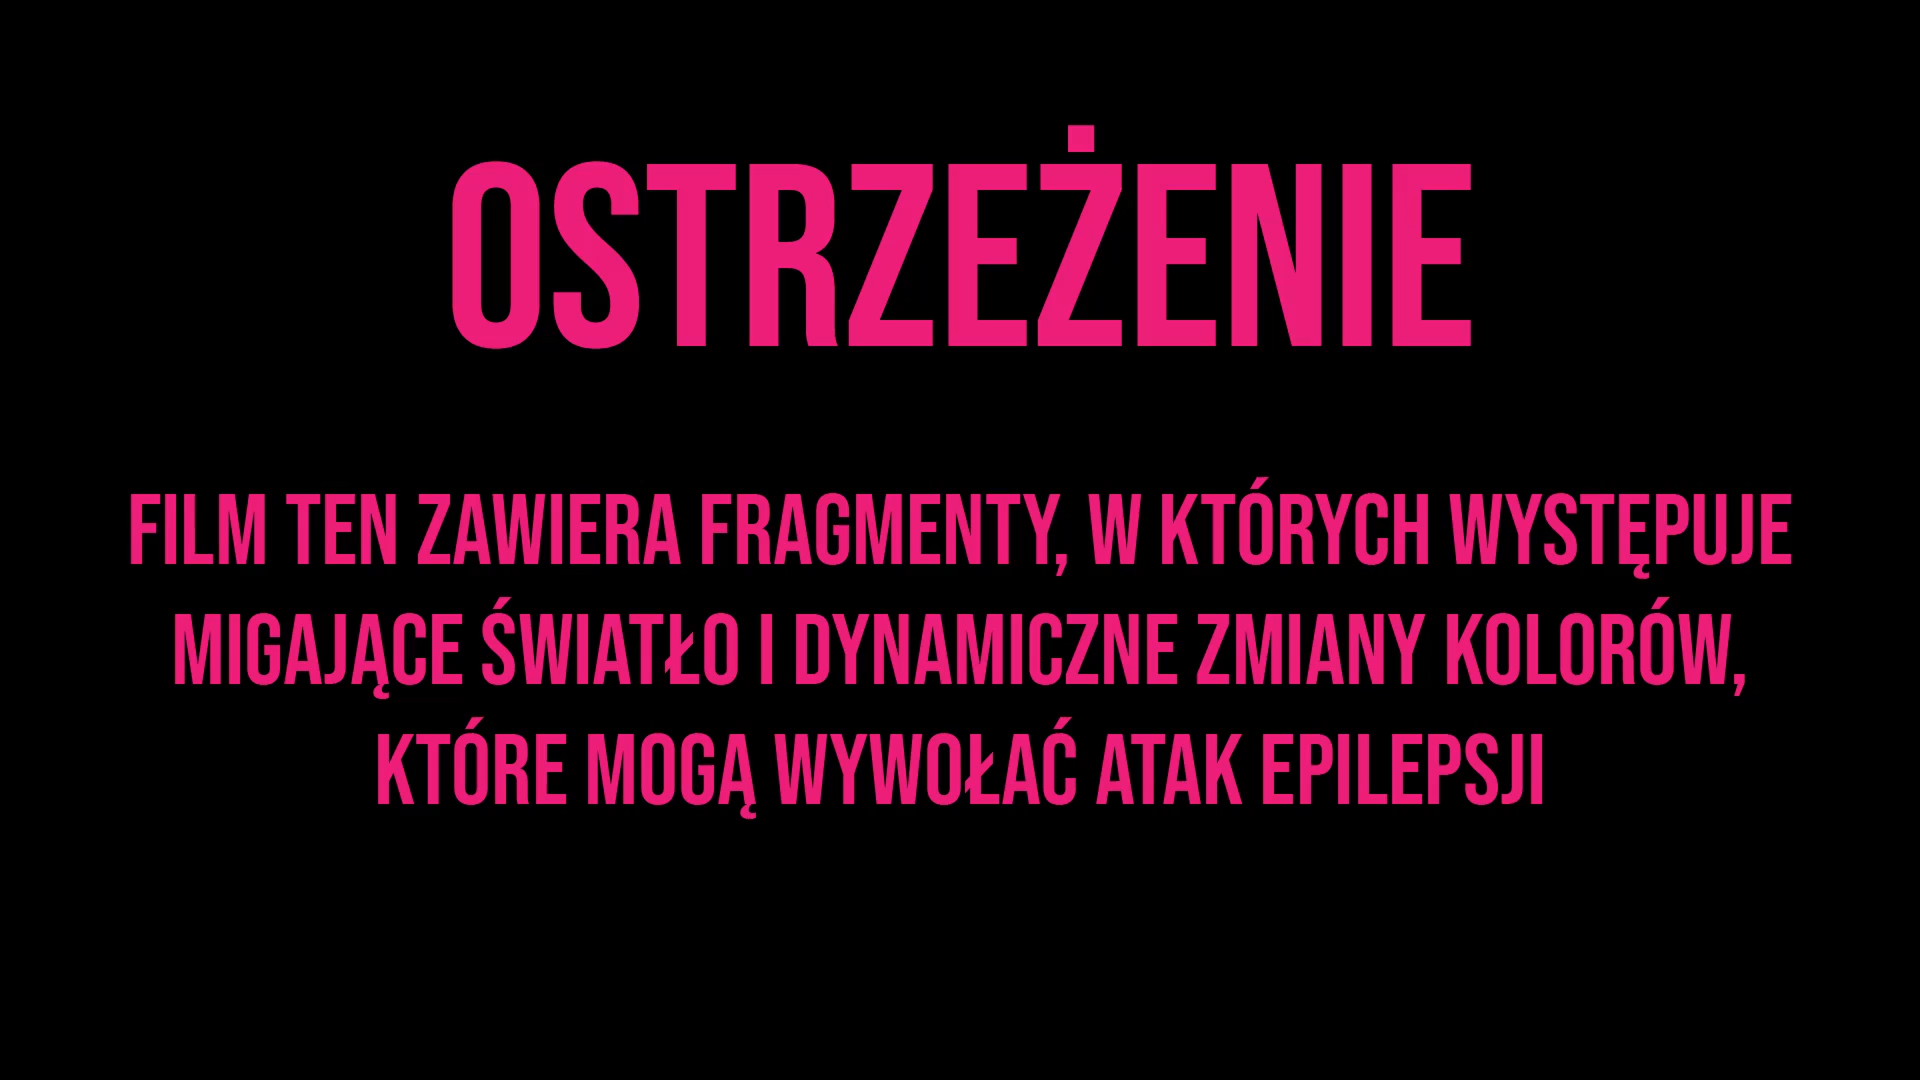 OSTRZEŻENIE
FILM TEN ZAWIERA FRAGMENTY, W KTÓRYCH WYSTĘPUJE
MIGAJĄCE ŚWIATŁO I DYNAMICZNE ZMIANY KOLORÓW,
KTÓRE MOGĄ WYWOŁAĆ ATAK EPILEPSJI